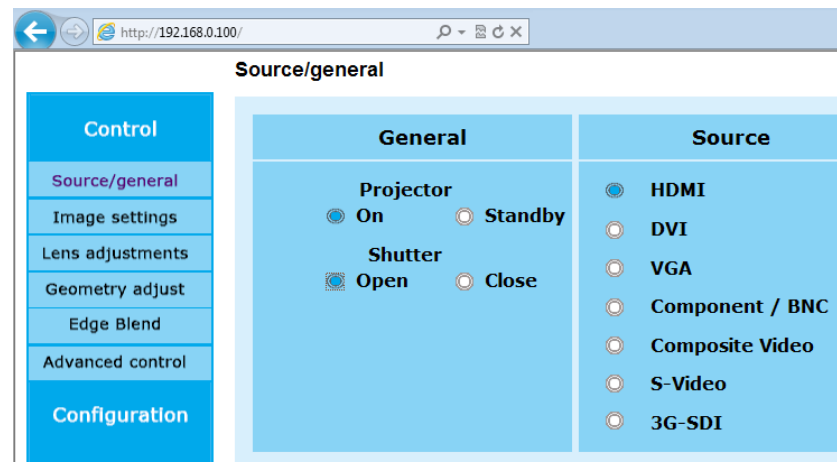 http://192.168.0.100/
Source/general
Control
Source/general
Image settings
Lens adjustments
Geometry adjust
Edge Blend
Advanced control
Configuration
General
Projector
On Standby
Shutter
Open Close
Source
HDMI
DVI
VGA
Component / BNC
Composite Video
S-Video
3G-SDI